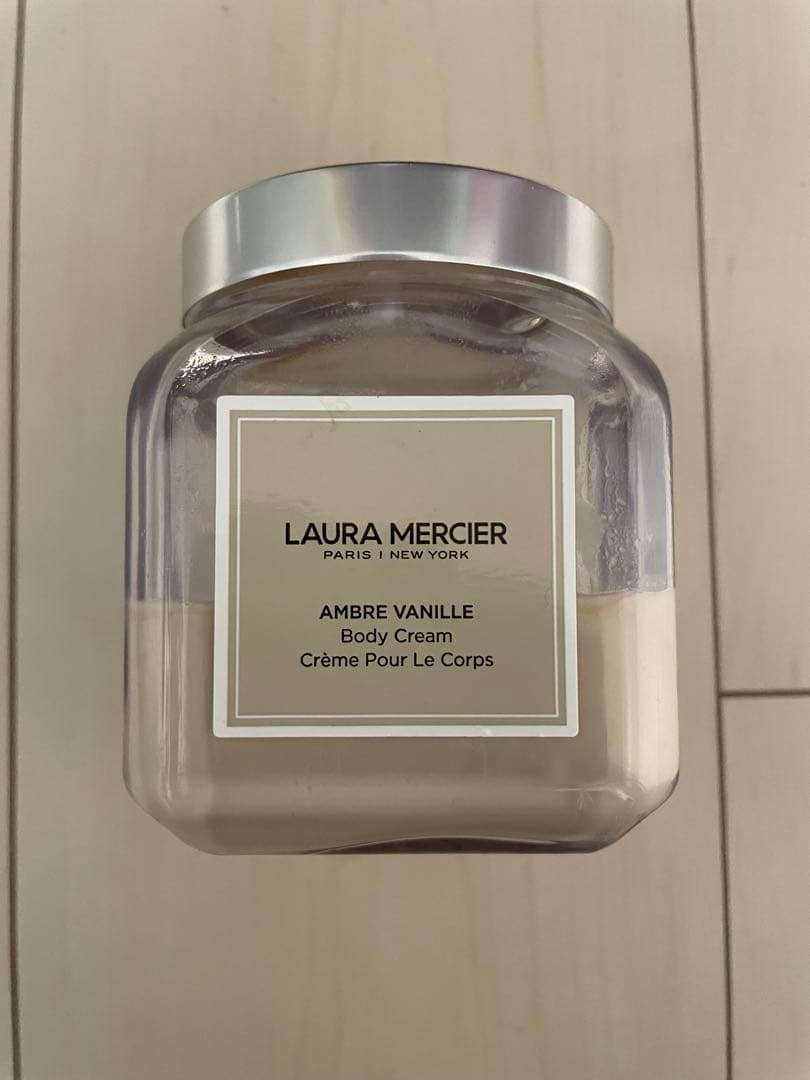 LAURA MERCIER
PARIS | NEW YORK
AMBRE VANILLE
Body Cream
Crème Pour Le Corps